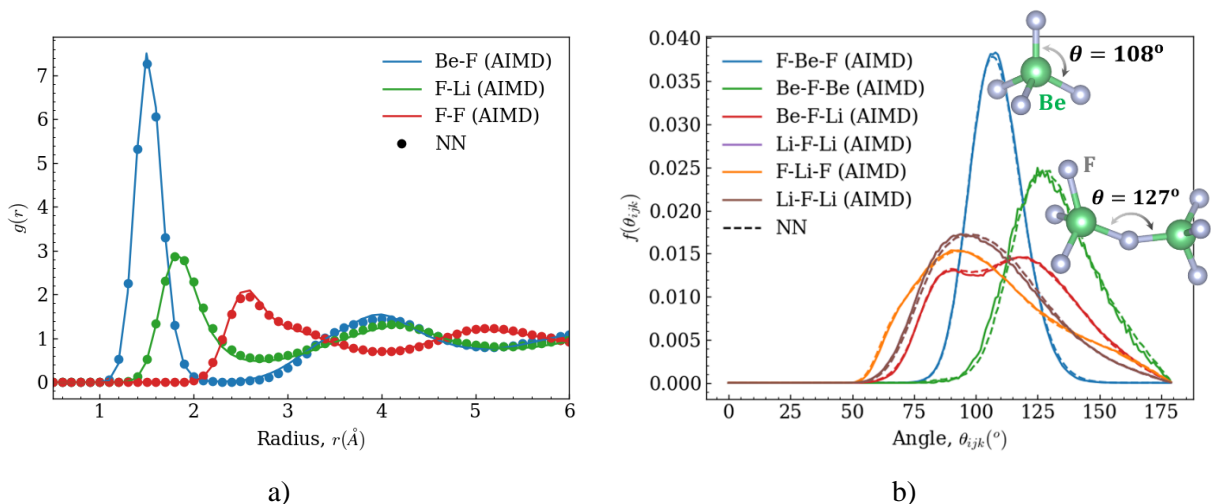 7
6
5
4
3
2
1
0
g(r)
1 2 3 4 5 6
Radius, r(Å)
Be-F (AIMD)
F-Li (AIMD)
F-F (AIMD)
NN
a)
0.040
0.035
0.030
0.025
0.020
0.015
0.010
0.005
0.000
f(θijk)
0 25 50 75 100 125 150 175
Angle, θijk(°)
F-Be-F (AIMD)
Be-F-Be (AIMD)
Be-F-Li (AIMD)
Li-F-Li (AIMD)
F-Li-F (AIMD)
Li-F-Li (AIMD)
NN
θ = 108°
Be
F
θ = 127°
b)